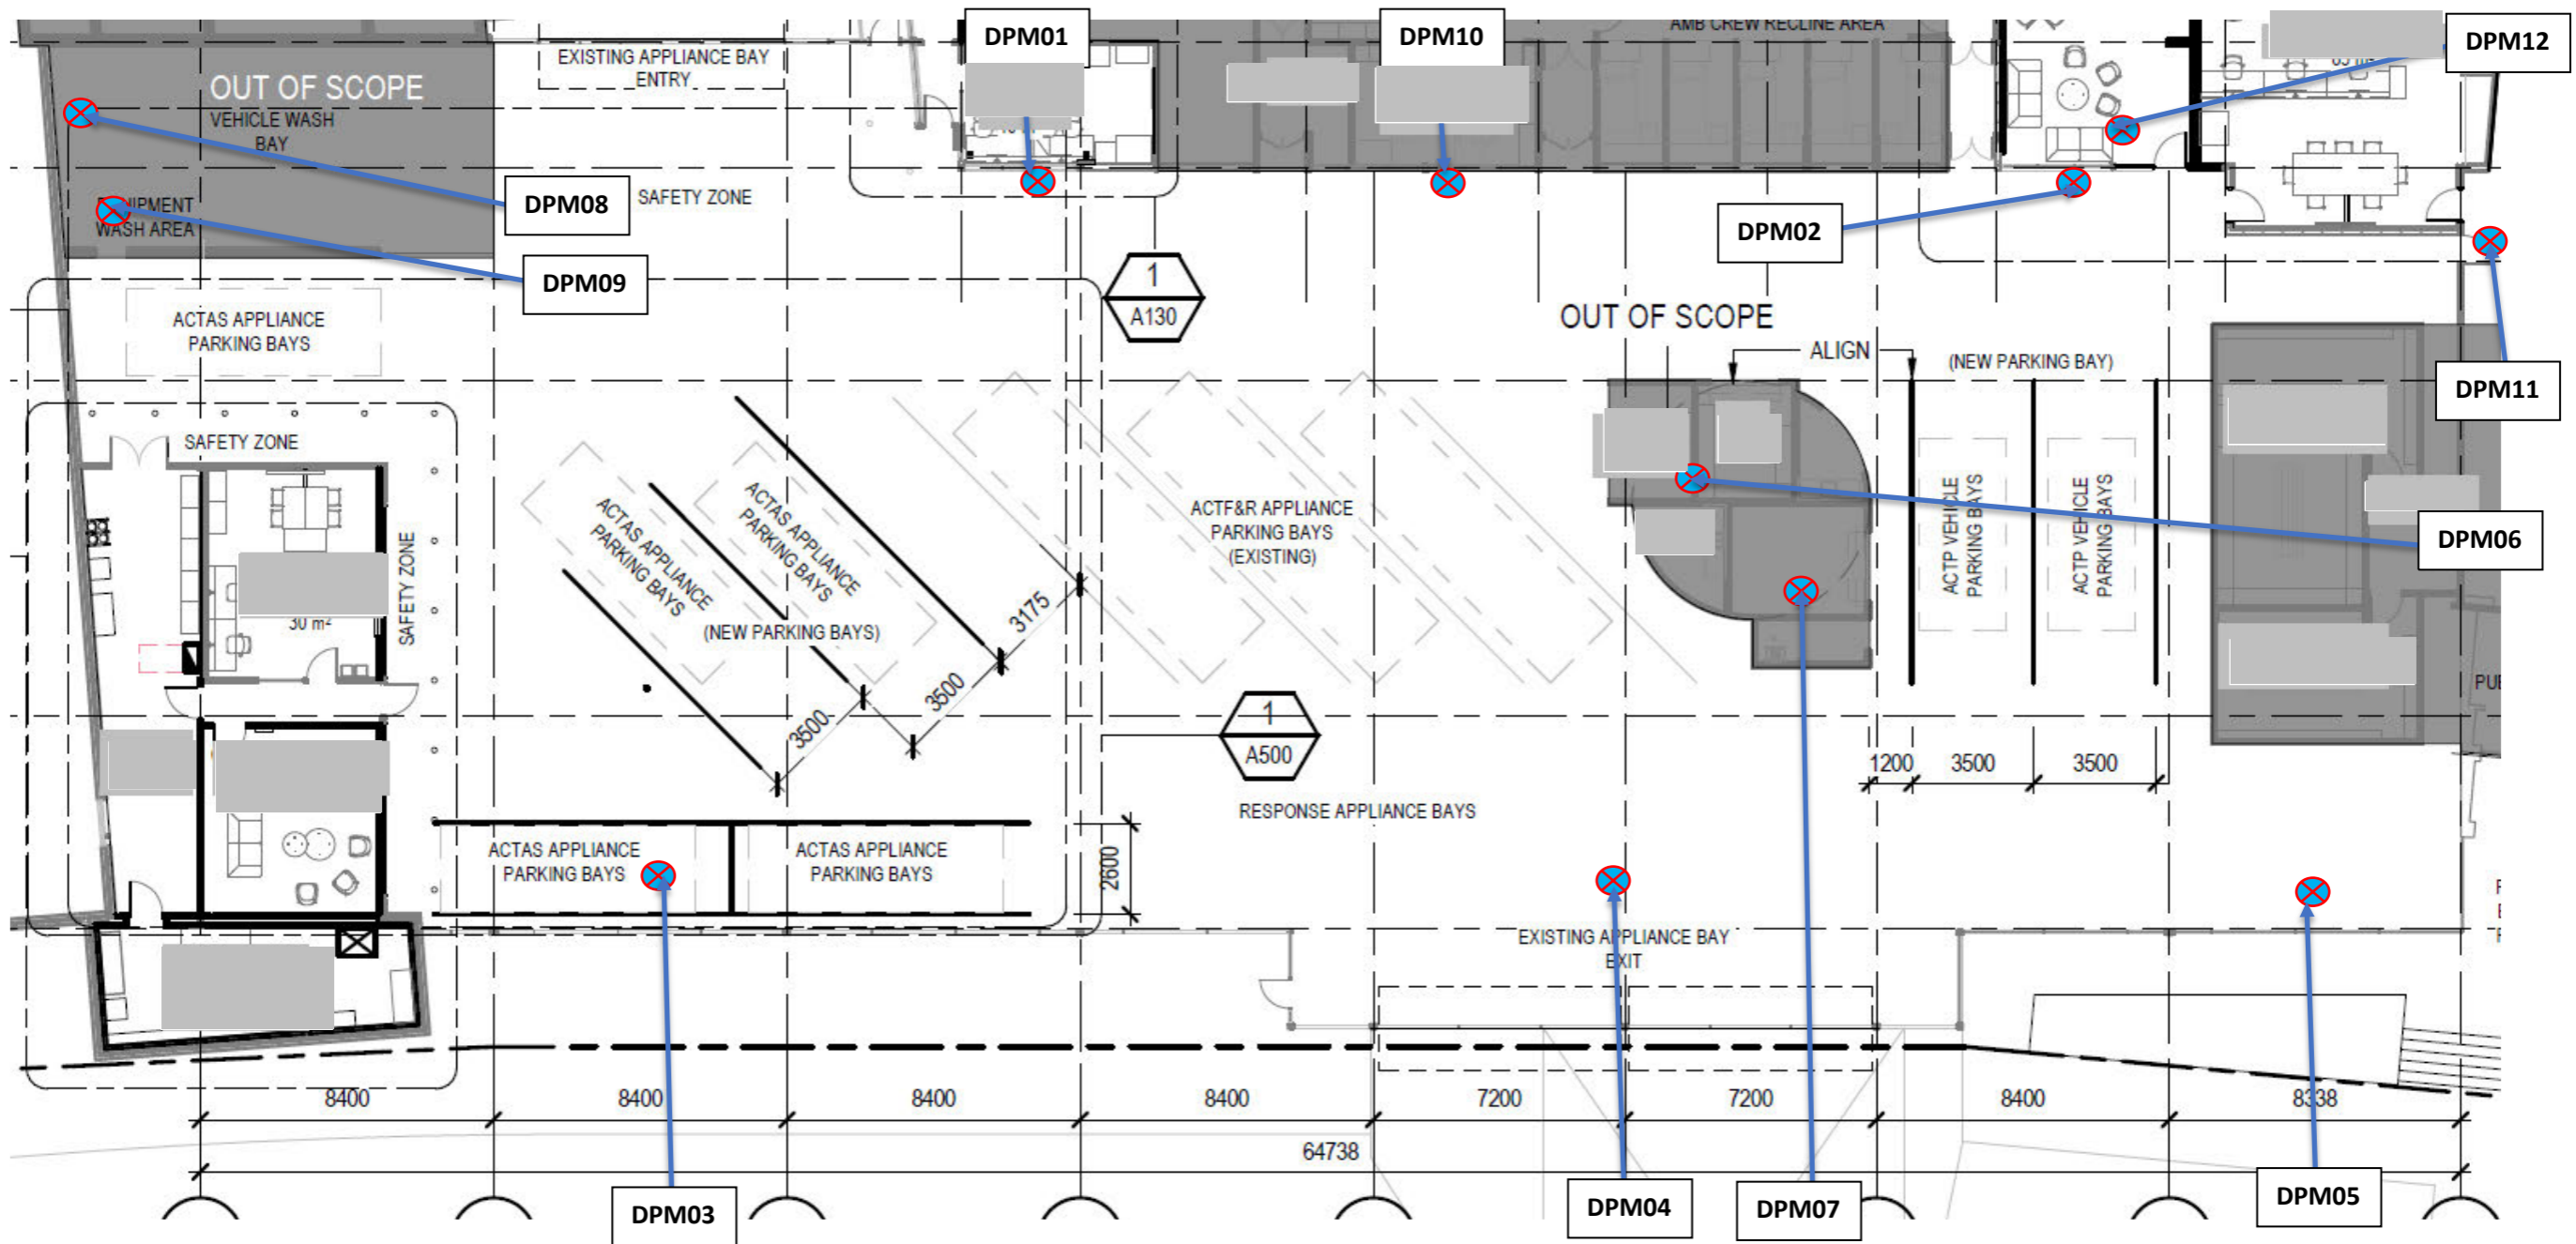 AMB CREW RECLINE AREA
DPM01
DPM10
DPM12
EXISTING APPLIANCE BAY
ENTRY
OUT OF SCOPE
VEHICLE WASH
BAY
DPM08
SAFETY ZONE
WASH AREA
DPM02
DPM09
1
A130
ACTAS APPLIANCE
PARKING BAYS
OUT OF SCOPE
ALIGN
(NEW PARKING BAY)
DPM11
SAFETY ZONE
SAFETY ZONE
30 m²
ACTAS APPLIANCE
PARKING BAYS
ACTAS APPLIANCE
PARKING BAYS
(NEW PARKING BAYS)
3500
3500
3175
ACTF&R APPLIANCE
PARKING BAYS
(EXISTING)
ACTP VEHICLE
PARKING BAYS
ACTP VEHICLE
PARKING BAYS
DPM06
1
A500
1200
3500
3500
RESPONSE APPLIANCE BAYS
ACTAS APPLIANCE
PARKING BAYS
ACTAS APPLIANCE
PARKING BAYS
2600
EXISTING APPLIANCE BAY
EXIT
8400
8400
8400
8400
7200
7200
8400
8338
64738
DPM03
DPM04
DPM07
DPM05